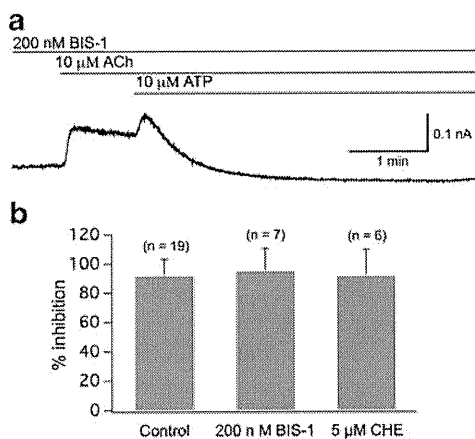 a
200 nM BIS-1
10 µM ACh
10 µM ATP
0.1 nA
1 min
b
120
100
80
60
40
20
0
% inhibition
(n = 19)
(n = 7)
(n = 6)
Control
200 n M BIS-1
5 µM CHE